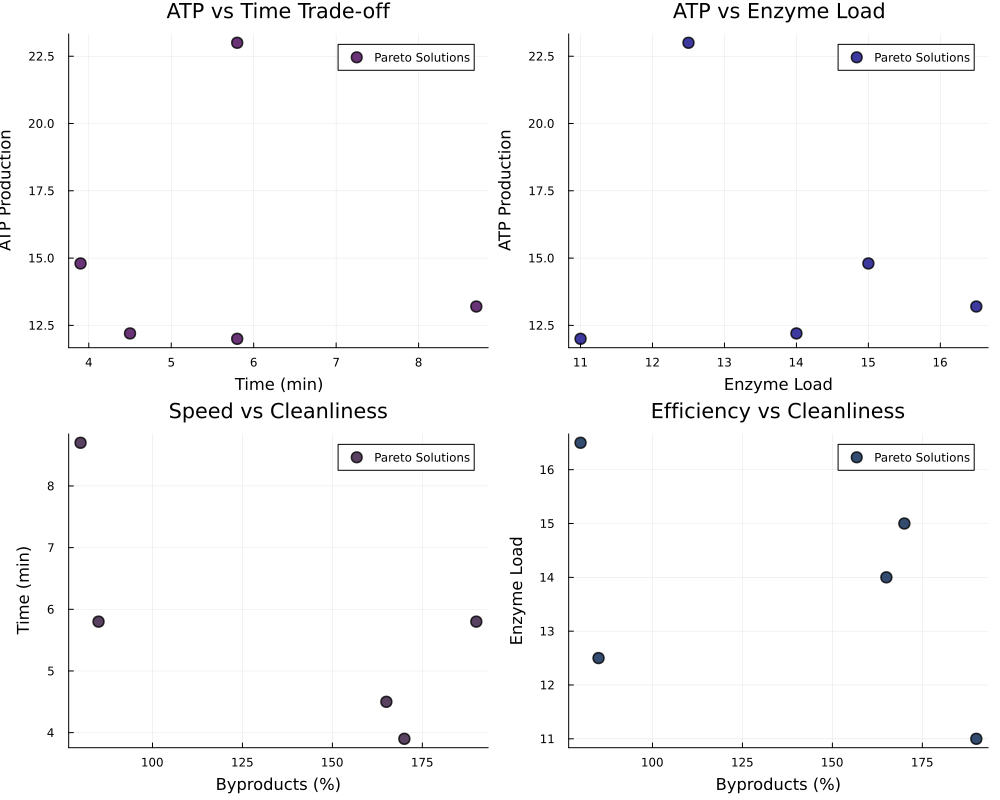 ATP vs Time Trade-off
ATP Production
22.5
20.0
17.5
15.0
12.5
Pareto Solutions
4 5 6 7 8
Time (min)
ATP vs Enzyme Load
ATP Production
22.5
20.0
17.5
15.0
12.5
Pareto Solutions
11 12 13 14 15 16
Enzyme Load
Speed vs Cleanliness
Time (min)
8
7
6
5
4
Pareto Solutions
100 125 150 175
Byproducts (%)
Efficiency vs Cleanliness
Enzyme Load
16
15
14
13
12
11
Pareto Solutions
100 125 150 175
Byproducts (%)